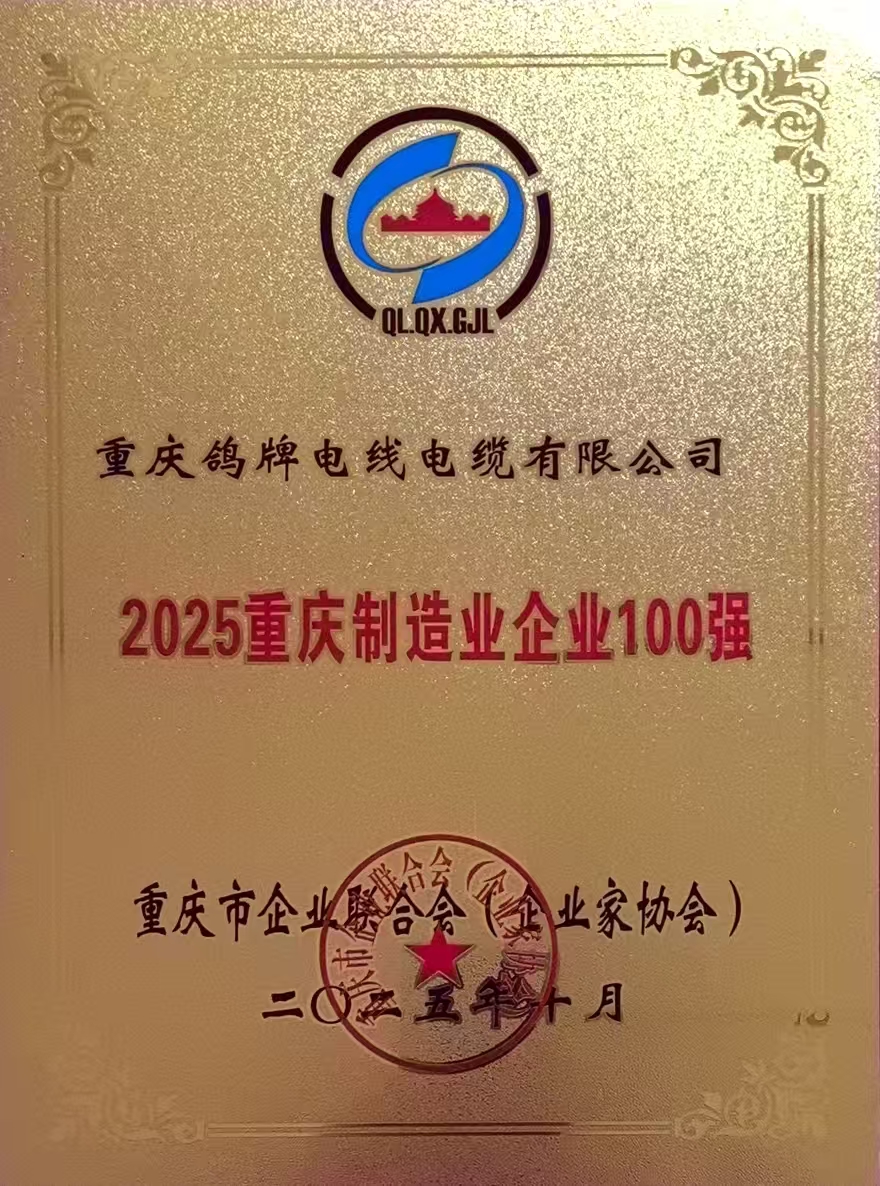 QL.QX.GJL
重庆鸽牌电线电缆有限公司
2025重庆制造业企业100强
重庆市企业联合会（企业家协会）
二〇二五年十月